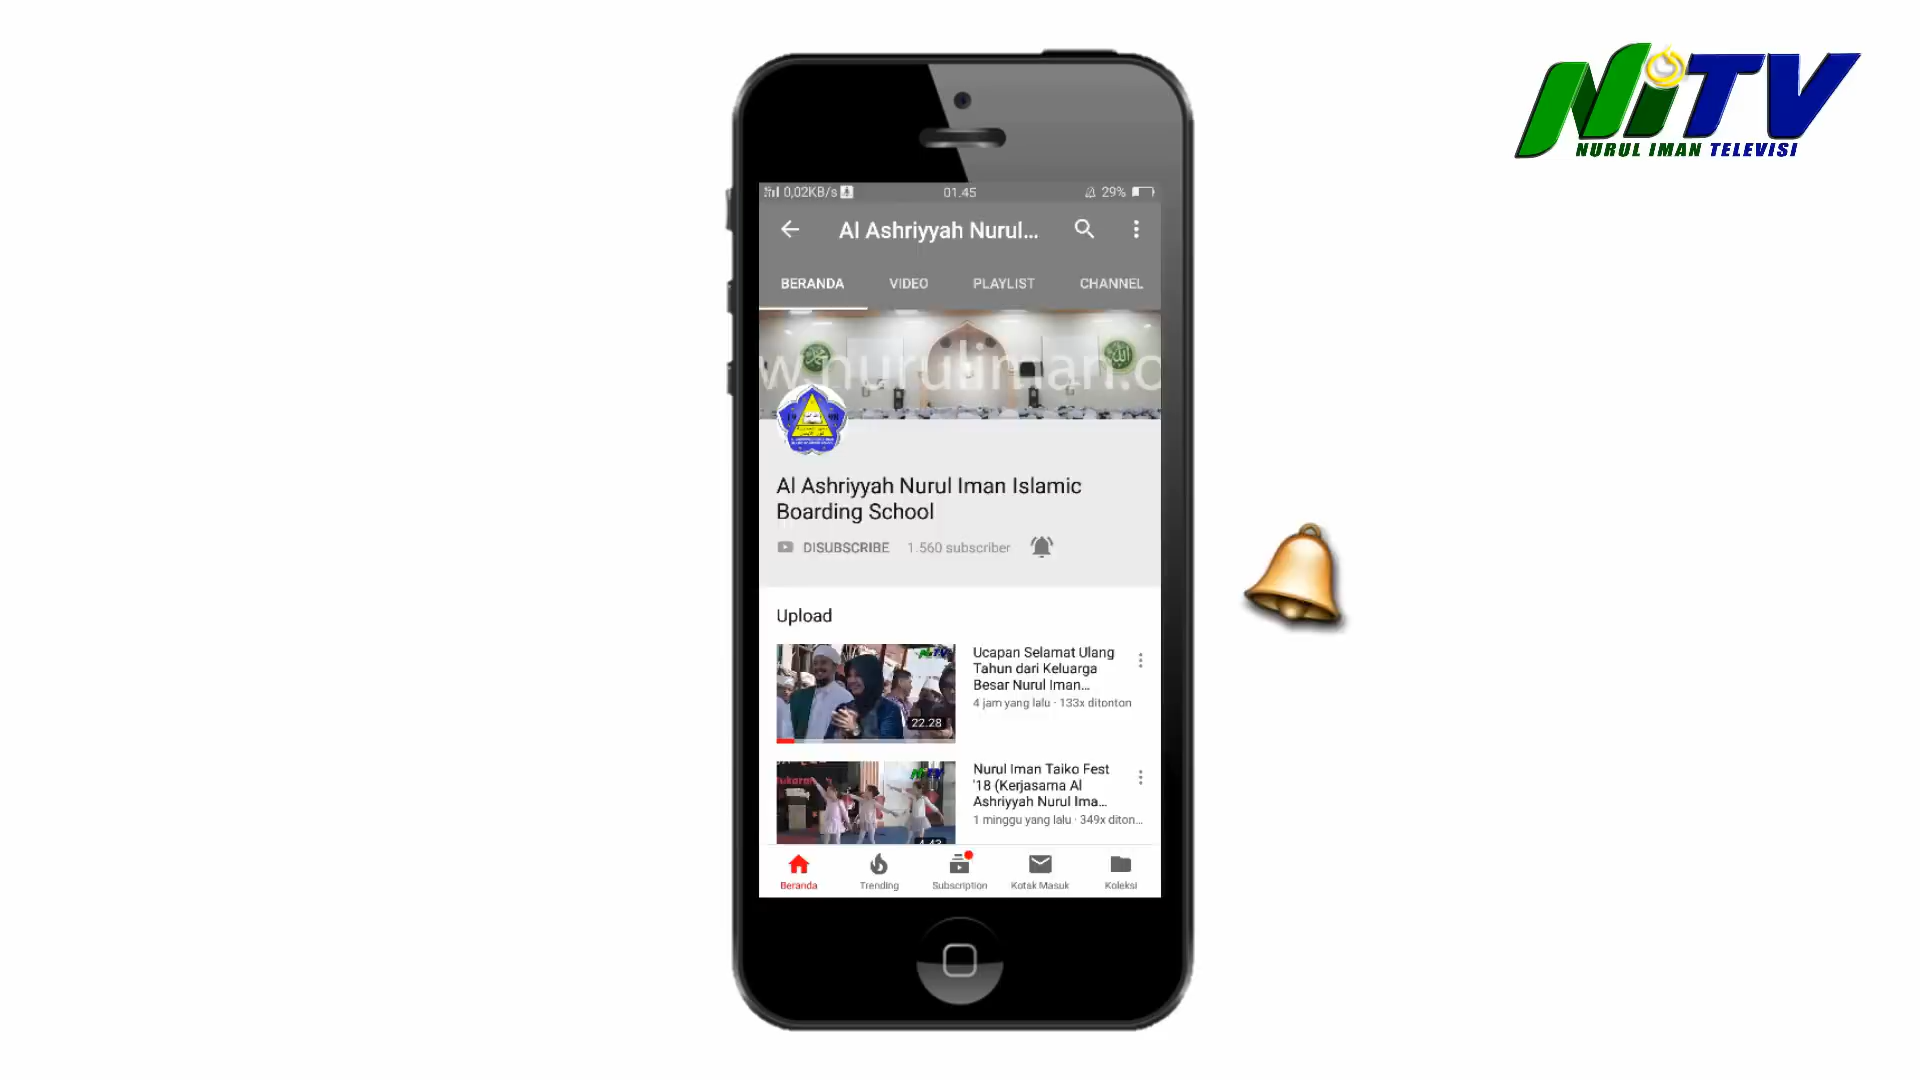 NiTV
NURUL IMAN TELEVISI
0,02KB/s
01.45
29%
Al Ashriyyah Nurul...
BERANDA
VIDEO
PLAYLIST
CHANNEL
w.nuruliman.c
Al Ashriyyah Nurul Iman Islamic
Boarding School
DISUBSCRIBE
1.560 subscriber
Upload
22.28
Ucapan Selamat Ulang
Tahun dari Keluarga
Besar Nurul Iman...
4 jam yang lalu · 133x ditonton
Nurul Iman Taiko Fest
'18 (Kerjasama Al
Ashriyyah Nurul Ima...
1 minggu yang lalu · 349x diton...
Beranda
Trending
Subscription
Kotak Masuk
Koleksi